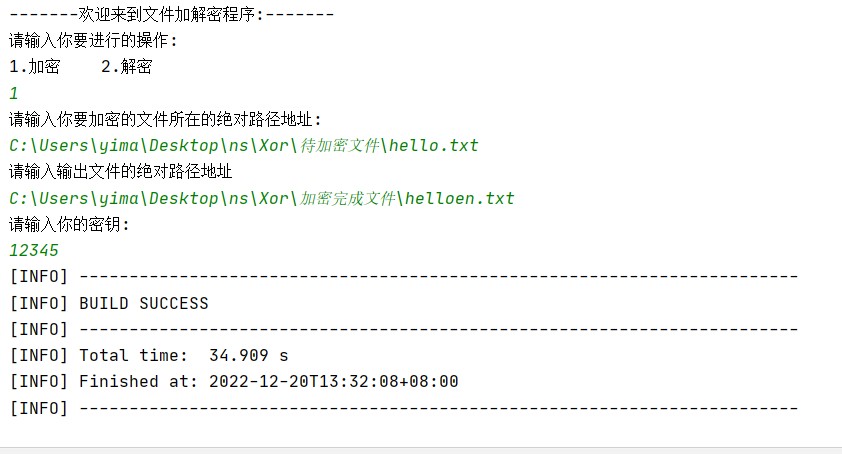 -------欢迎来到文件加解密程序:-------
请输入你要进行的操作:
1.加密    2.解密
1
请输入你要加密的文件所在的绝对路径地址:
C:\Users\yima\Desktop\ns\Xor\待加密文件\hello.txt
请输入输出文件的绝对路径地址
C:\Users\yima\Desktop\ns\Xor\加密完成文件\helloen.txt
请输入你的密钥:
12345
[INFO] ------------------------------------------------------------------------
[INFO] BUILD SUCCESS
[INFO] ------------------------------------------------------------------------
[INFO] Total time:  34.909 s
[INFO] Finished at: 2022-12-20T13:32:08+08:00
[INFO] ------------------------------------------------------------------------